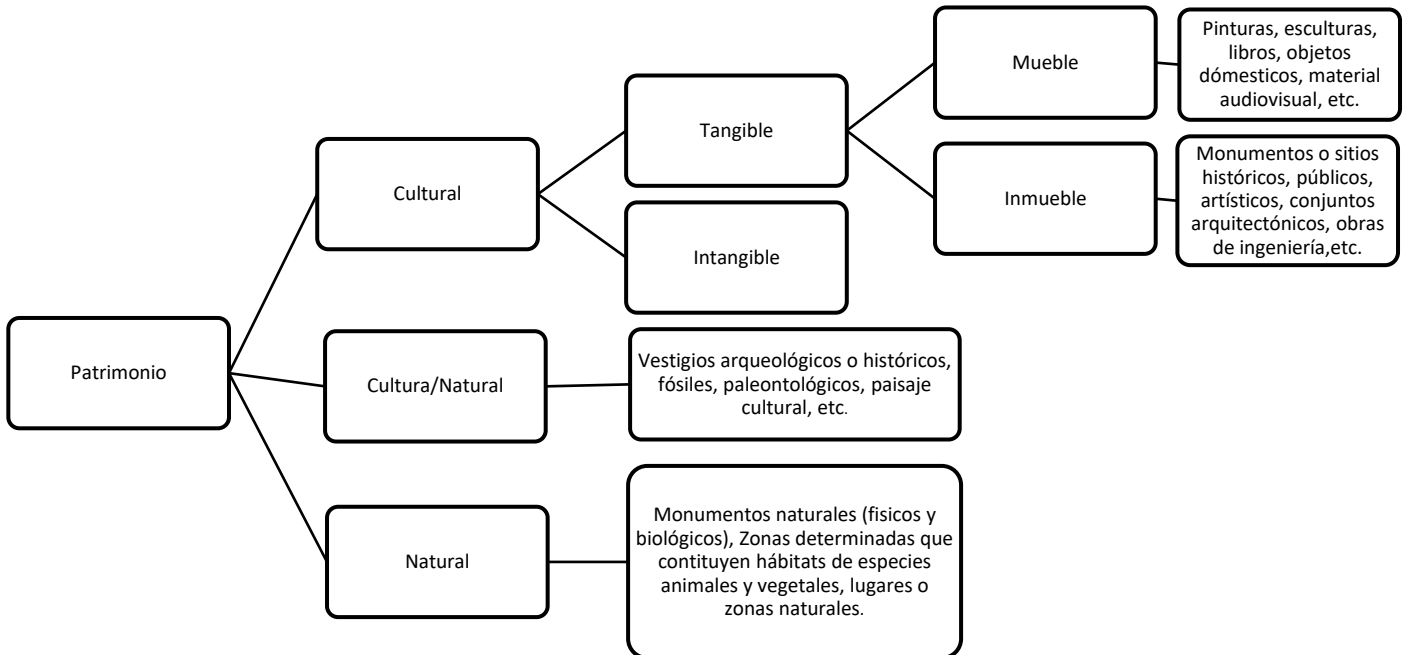 Patrimonio
Cultural
Tangible
Mueble
Pinturas, esculturas,
libros, objetos
dómesticos, material
audiovisual, etc.
Inmueble
Monumentos o sitios
históricos, públicos,
artísticos, conjuntos
arquitectónicos, obras
de ingeniería,etc.
Intangible
Cultura/Natural
Vestigios arqueológicos o históricos,
fósiles, paleontológicos, paisaje
cultural, etc.
Natural
Monumentos naturales (fisicos y
biológicos), Zonas determinadas que
contituyen hábitats de especies
animales y vegetales, lugares o
zonas naturales.